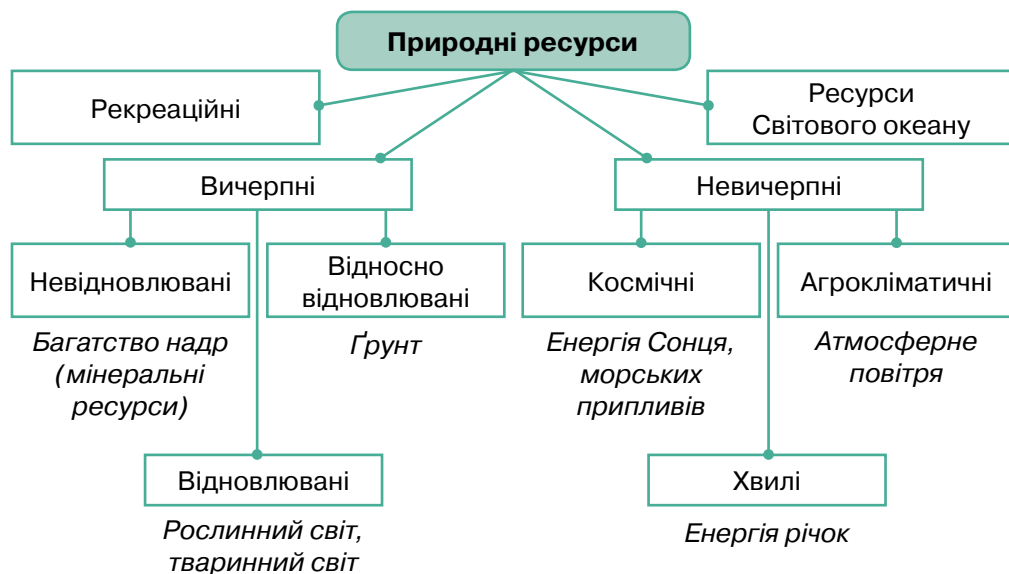 Природні ресурси
Рекреаційні
Ресурси
Світового океану
Вичерпні
Невичерпні
Невідновлювані
Відносно
відновлювані
Космічні
Агрокліматичні
Багатство надр
(мінеральні
ресурси)
Ґрунт
Енергія Сонця,
морських
припливів
Атмосферне
повітря
Відновлювані
Хвилі
Рослинний світ,
тваринний світ
Енергія річок